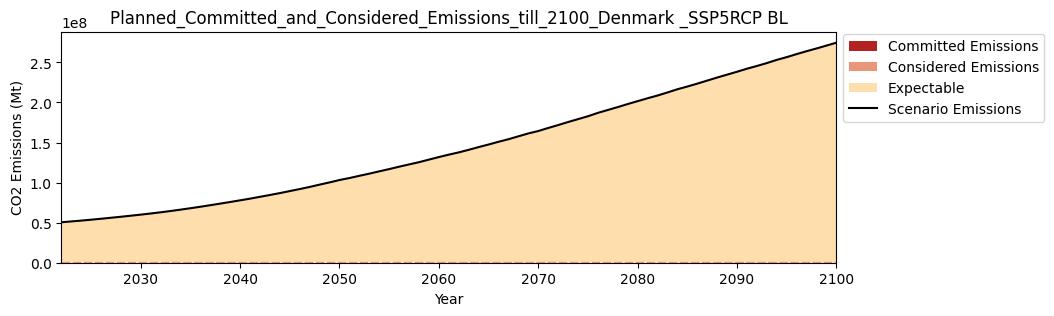 Planned_Committed_and_Considered_Emissions_till_2100_Denmark _SSP5RCP BL
1e8
2.5
2.0
1.5
1.0
0.5
0.0
CO2 Emissions (Mt)
2030 2040 2050 2060 2070 2080 2090 2100
Year
Committed Emissions
Considered Emissions
Expectable
Scenario Emissions